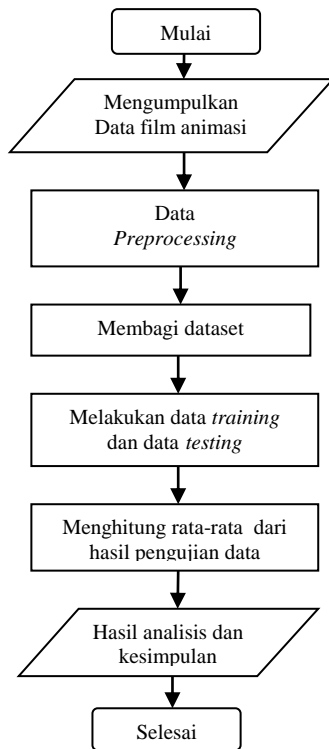 Mulai
Mengumpulkan
Data film animasi
Data
Preprocessing
Membagi dataset
Melakukan data training
dan data testing
Menghitung rata-rata dari
hasil pengujian data
Hasil analisis dan
kesimpulan
Selesai